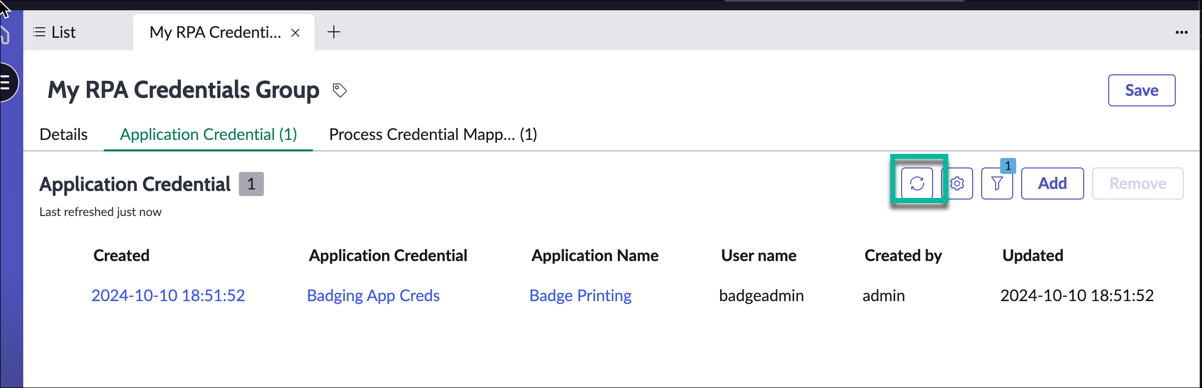 List
My RPA Credenti...
My RPA Credentials Group
Save
Details
Application Credential (1)
Process Credential Mapp... (1)
Application Credential 1
1
Add
Remove
Last refreshed just now
Created Application Credential Application Name User name Created by Updated
2024-10-10 18:51:52 Badging App Creds Badge Printing badgeadmin admin 2024-10-10 18:51:52